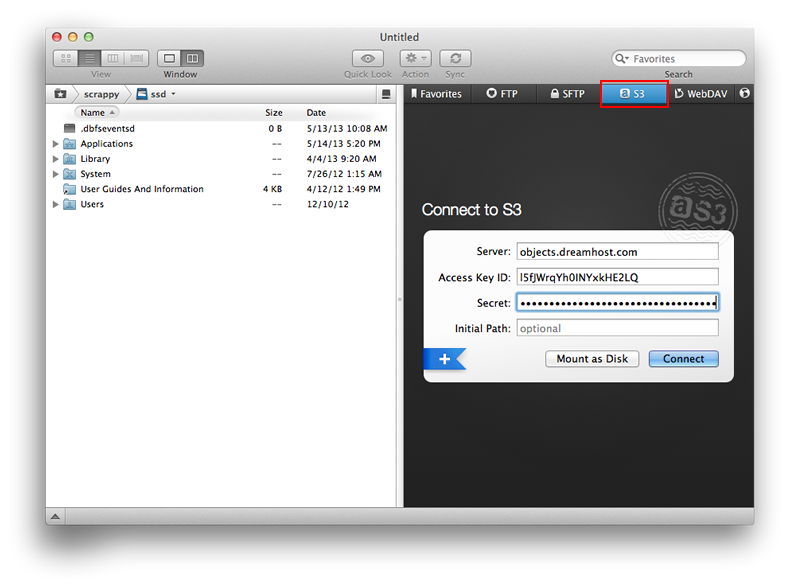 Untitled
View
Window
Quick Look
Action
Sync
Favorites
Search
scrappy
ssd
Favorites
FTP
SFTP
S3
WebDAV
Name Size Date
.dbfseventsd 0 B 5/13/13 10:08 AM
Applications -- 5/14/13 5:20 PM
Library -- 4/4/13 9:20 AM
System -- 7/26/12 1:15 AM
User Guides And Information 4 KB 4/12/12 1:49 PM
Users -- 12/10/12
Connect to S3
aS3
Server: objects.dreamhost.com
Access Key ID: I5fJWrqYh0INYxkHE2LQ
Secret: ••••••••••••••••••••••••••••••••••
Initial Path: optional
Mount as Disk
Connect